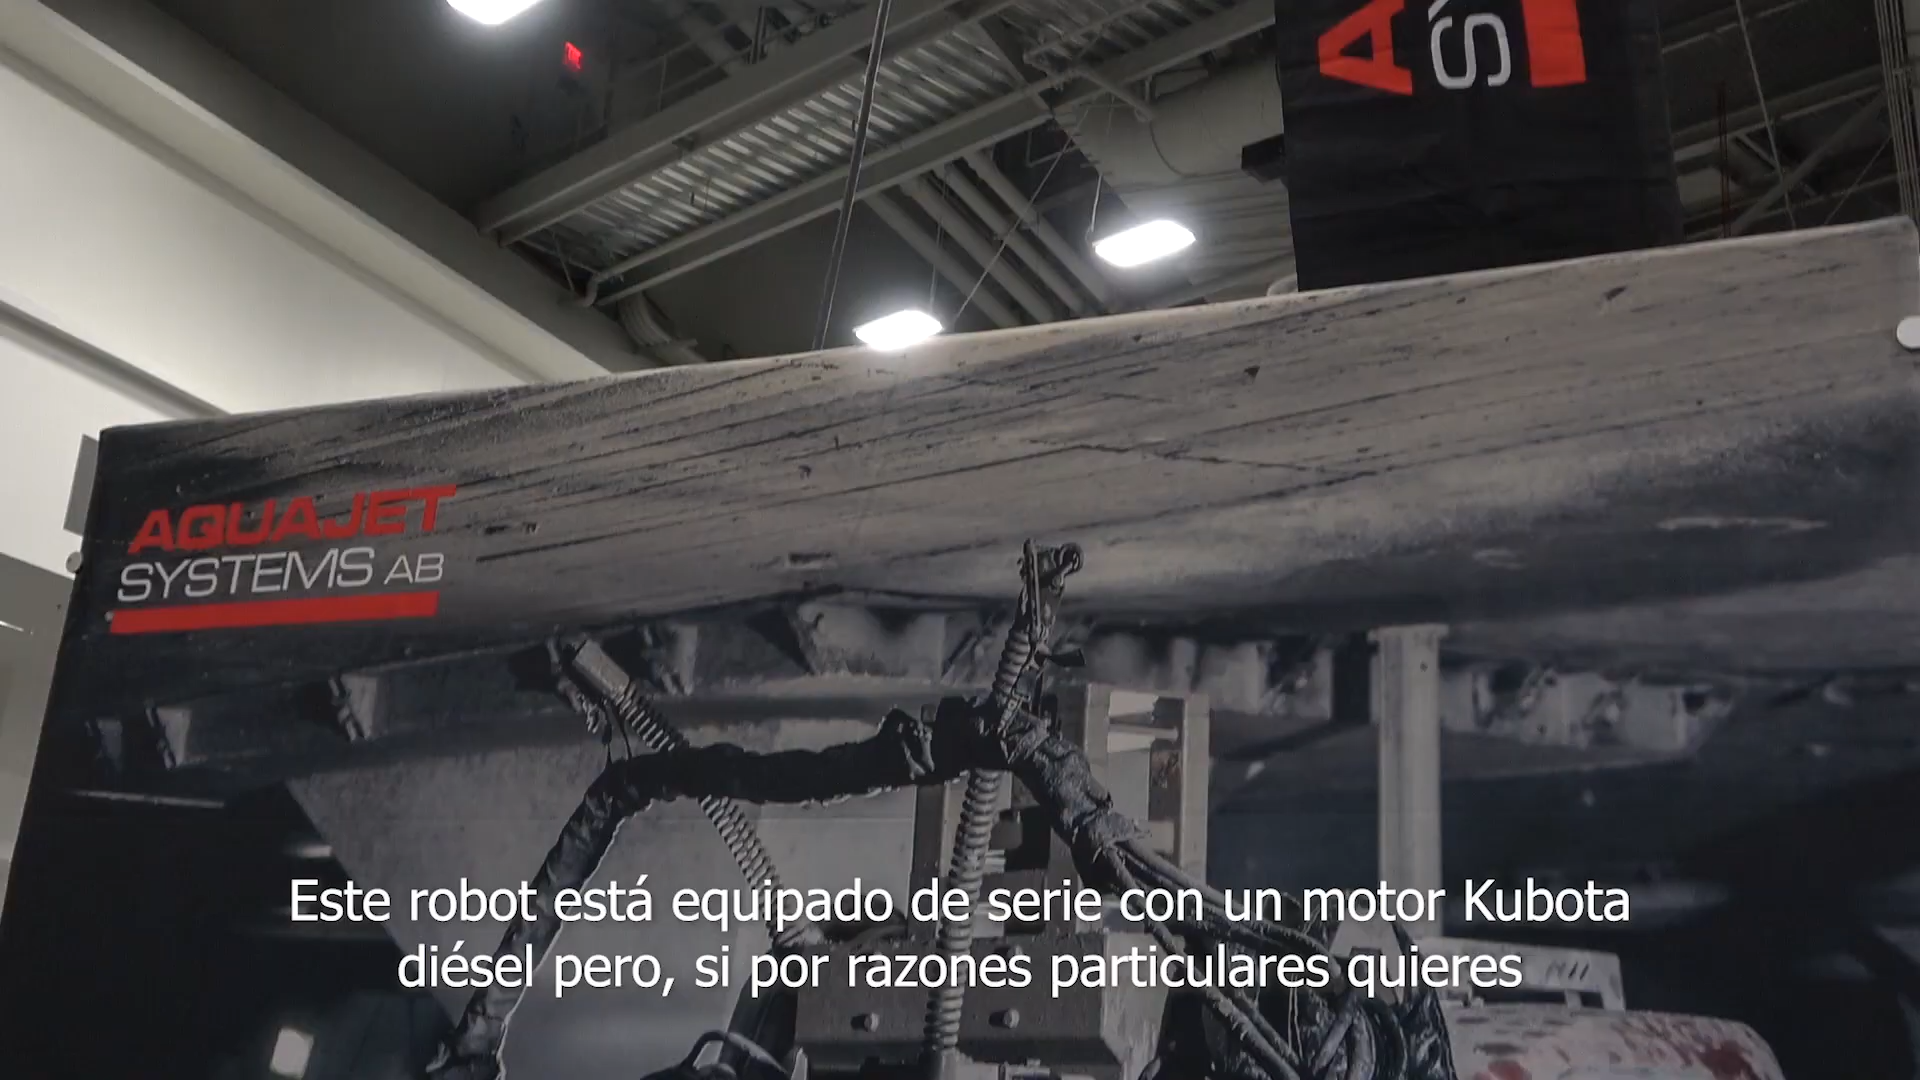 AQUAJET
SYSTEMS AB
Este robot está equipado de serie con un motor Kubota
diésel pero, si por razones particulares quieres